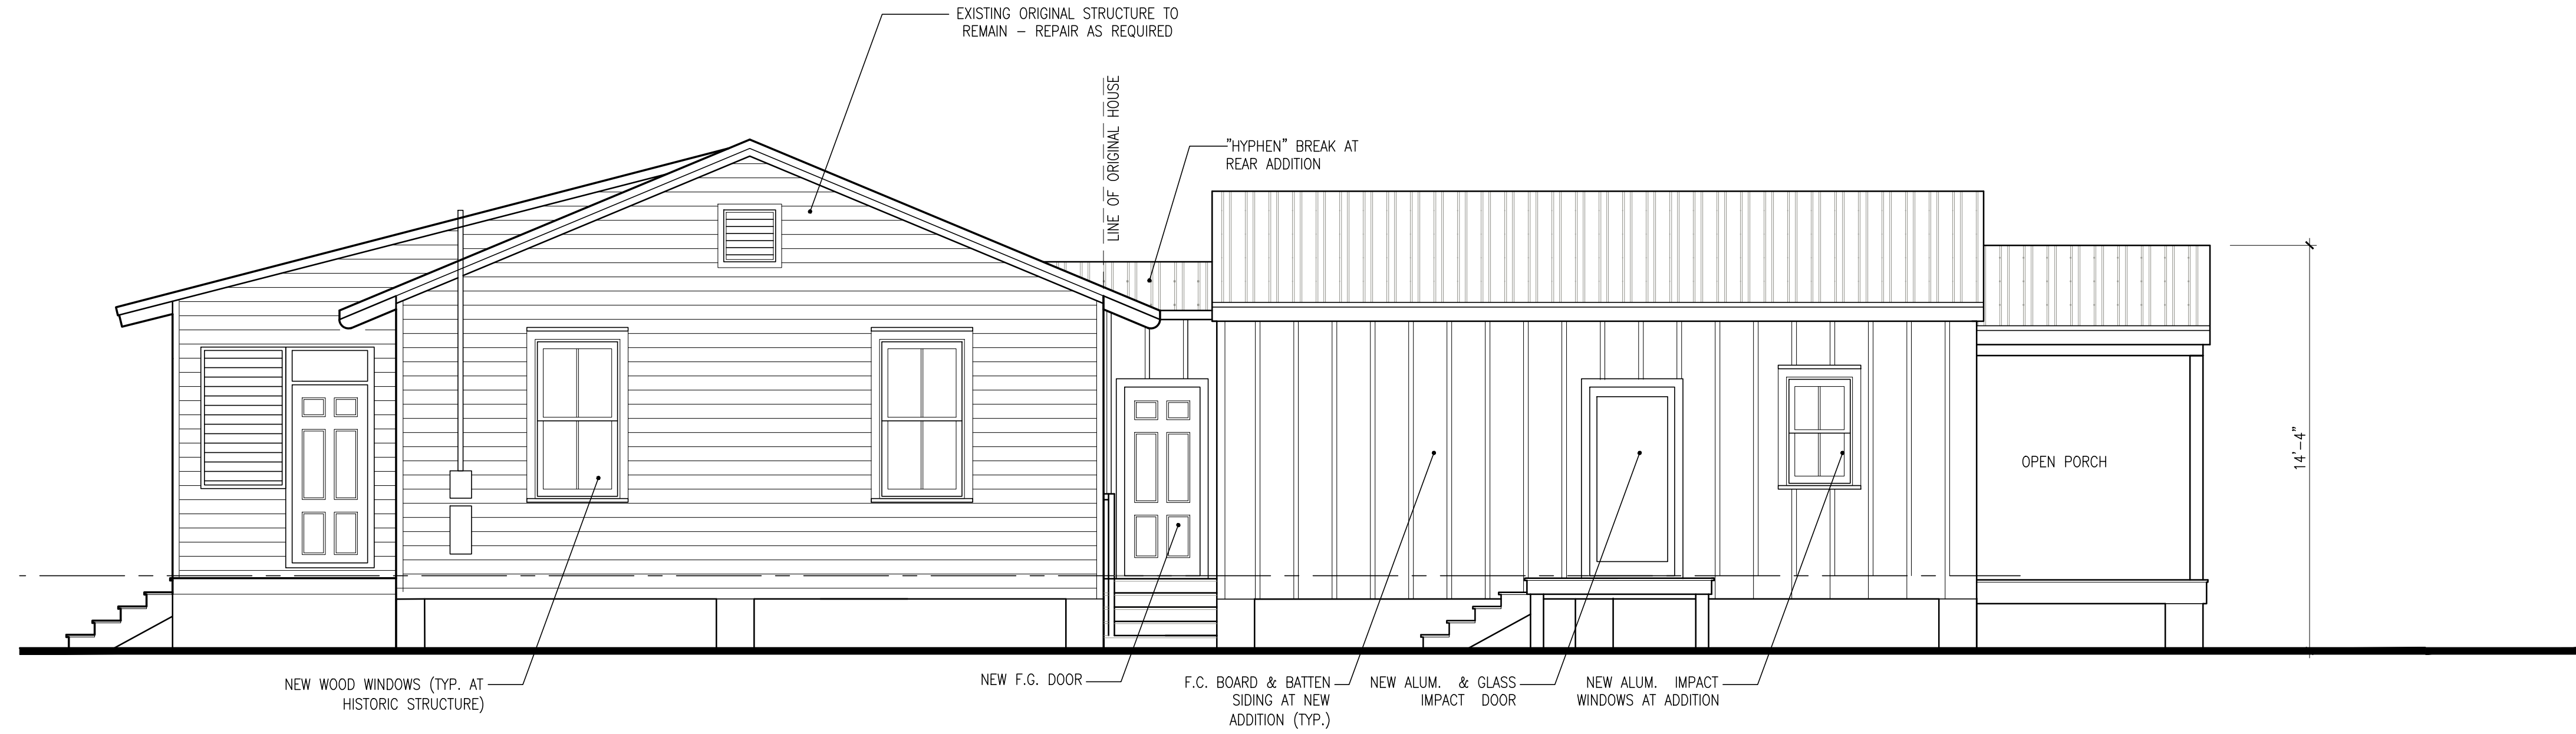 EXISTING ORIGINAL STRUCTURE TO
REMAIN – REPAIR AS REQUIRED
LINE OF ORIGINAL HOUSE
"HYPHEN" BREAK AT
REAR ADDITION
OPEN PORCH
14'-4"
NEW WOOD WINDOWS (TYP. AT
HISTORIC STRUCTURE)
NEW F.G. DOOR
F.C. BOARD & BATTEN
SIDING AT NEW
ADDITION (TYP.)
NEW ALUM. & GLASS
IMPACT DOOR
NEW ALUM. IMPACT
WINDOWS AT ADDITION